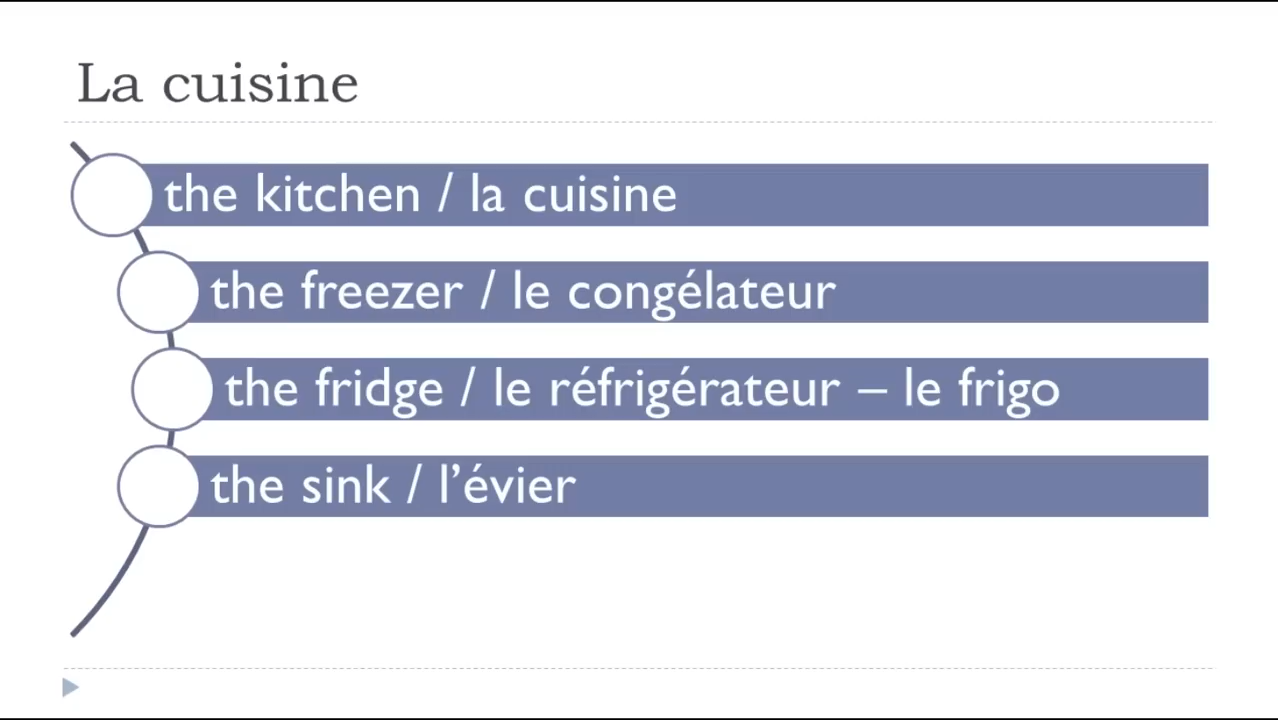 La cuisine
the kitchen / la cuisine
the freezer / le congélateur
the fridge / le réfrigérateur – le frigo
the sink / l’évier